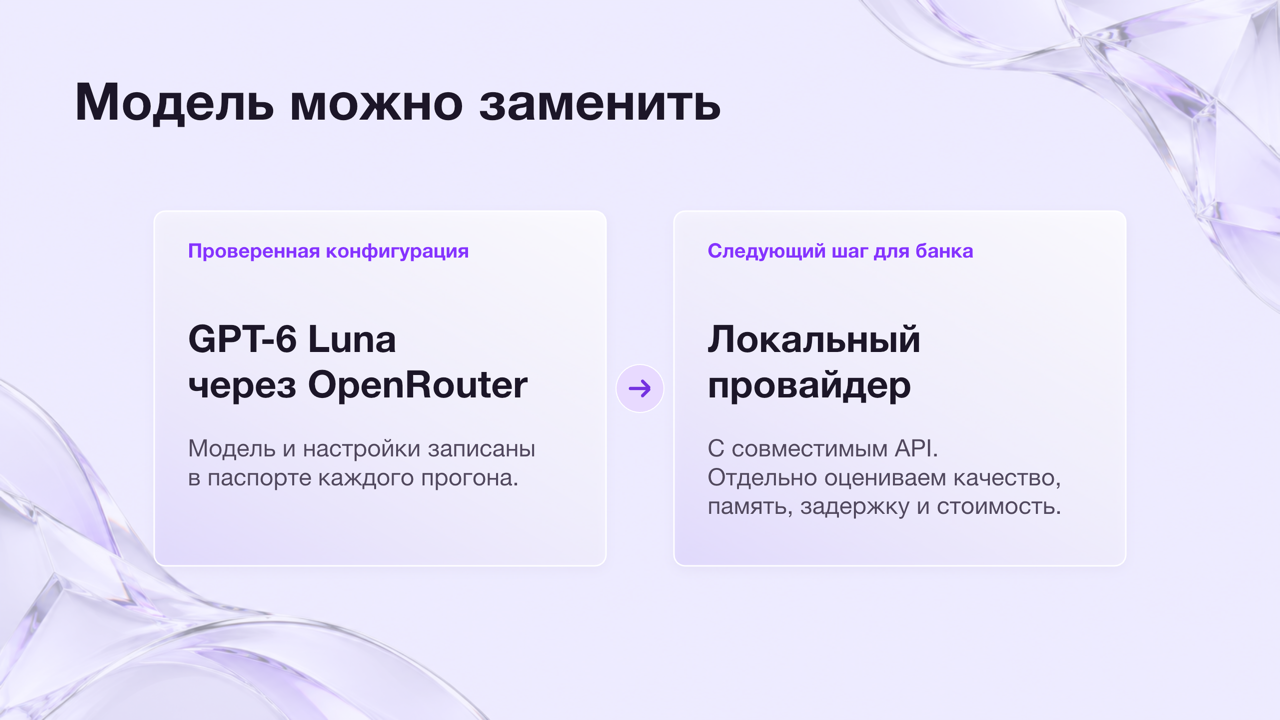 Модель можно заменить
Проверенная конфигурация
GPT-6 Luna
через OpenRouter
Модель и настройки записаны
в паспорте каждого прогона.
Следующий шаг для банка
Локальный
провайдер
С совместимым API.
Отдельно оцениваем качество,
память, задержку и стоимость.